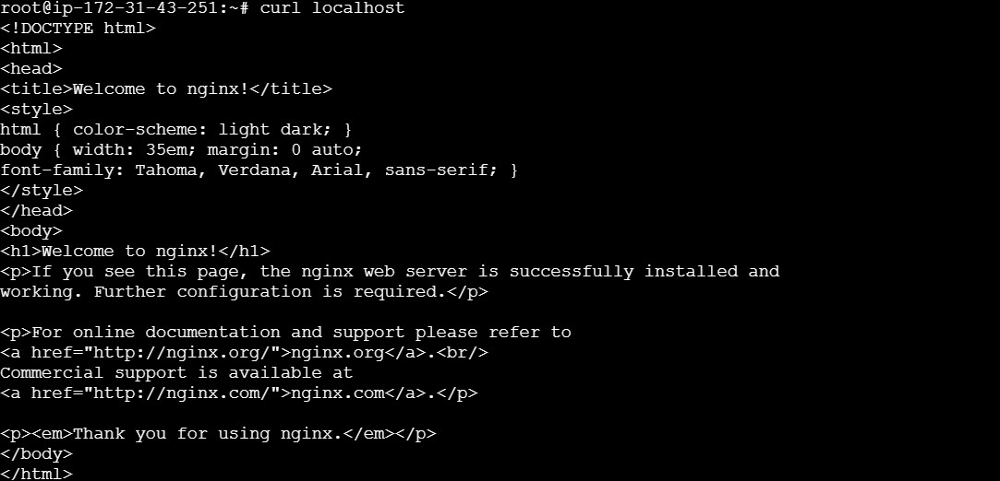 root@ip-172-31-43-251:~# curl localhost
<!DOCTYPE html>
<html>
<head>
<title>Welcome to nginx!</title>
<style>
html { color-scheme: light dark; }
body { width: 35em; margin: 0 auto;
font-family: Tahoma, Verdana, Arial, sans-serif; }
</style>
</head>
<body>
<h1>Welcome to nginx!</h1>
<p>If you see this page, the nginx web server is successfully installed and
working. Further configuration is required.</p>

<p>For online documentation and support please refer to
<a href="http://nginx.org/">nginx.org</a>.<br/>
Commercial support is available at
<a href="http://nginx.com/">nginx.com</a>.</p>

<p><em>Thank you for using nginx.</em></p>
</body>
</html>